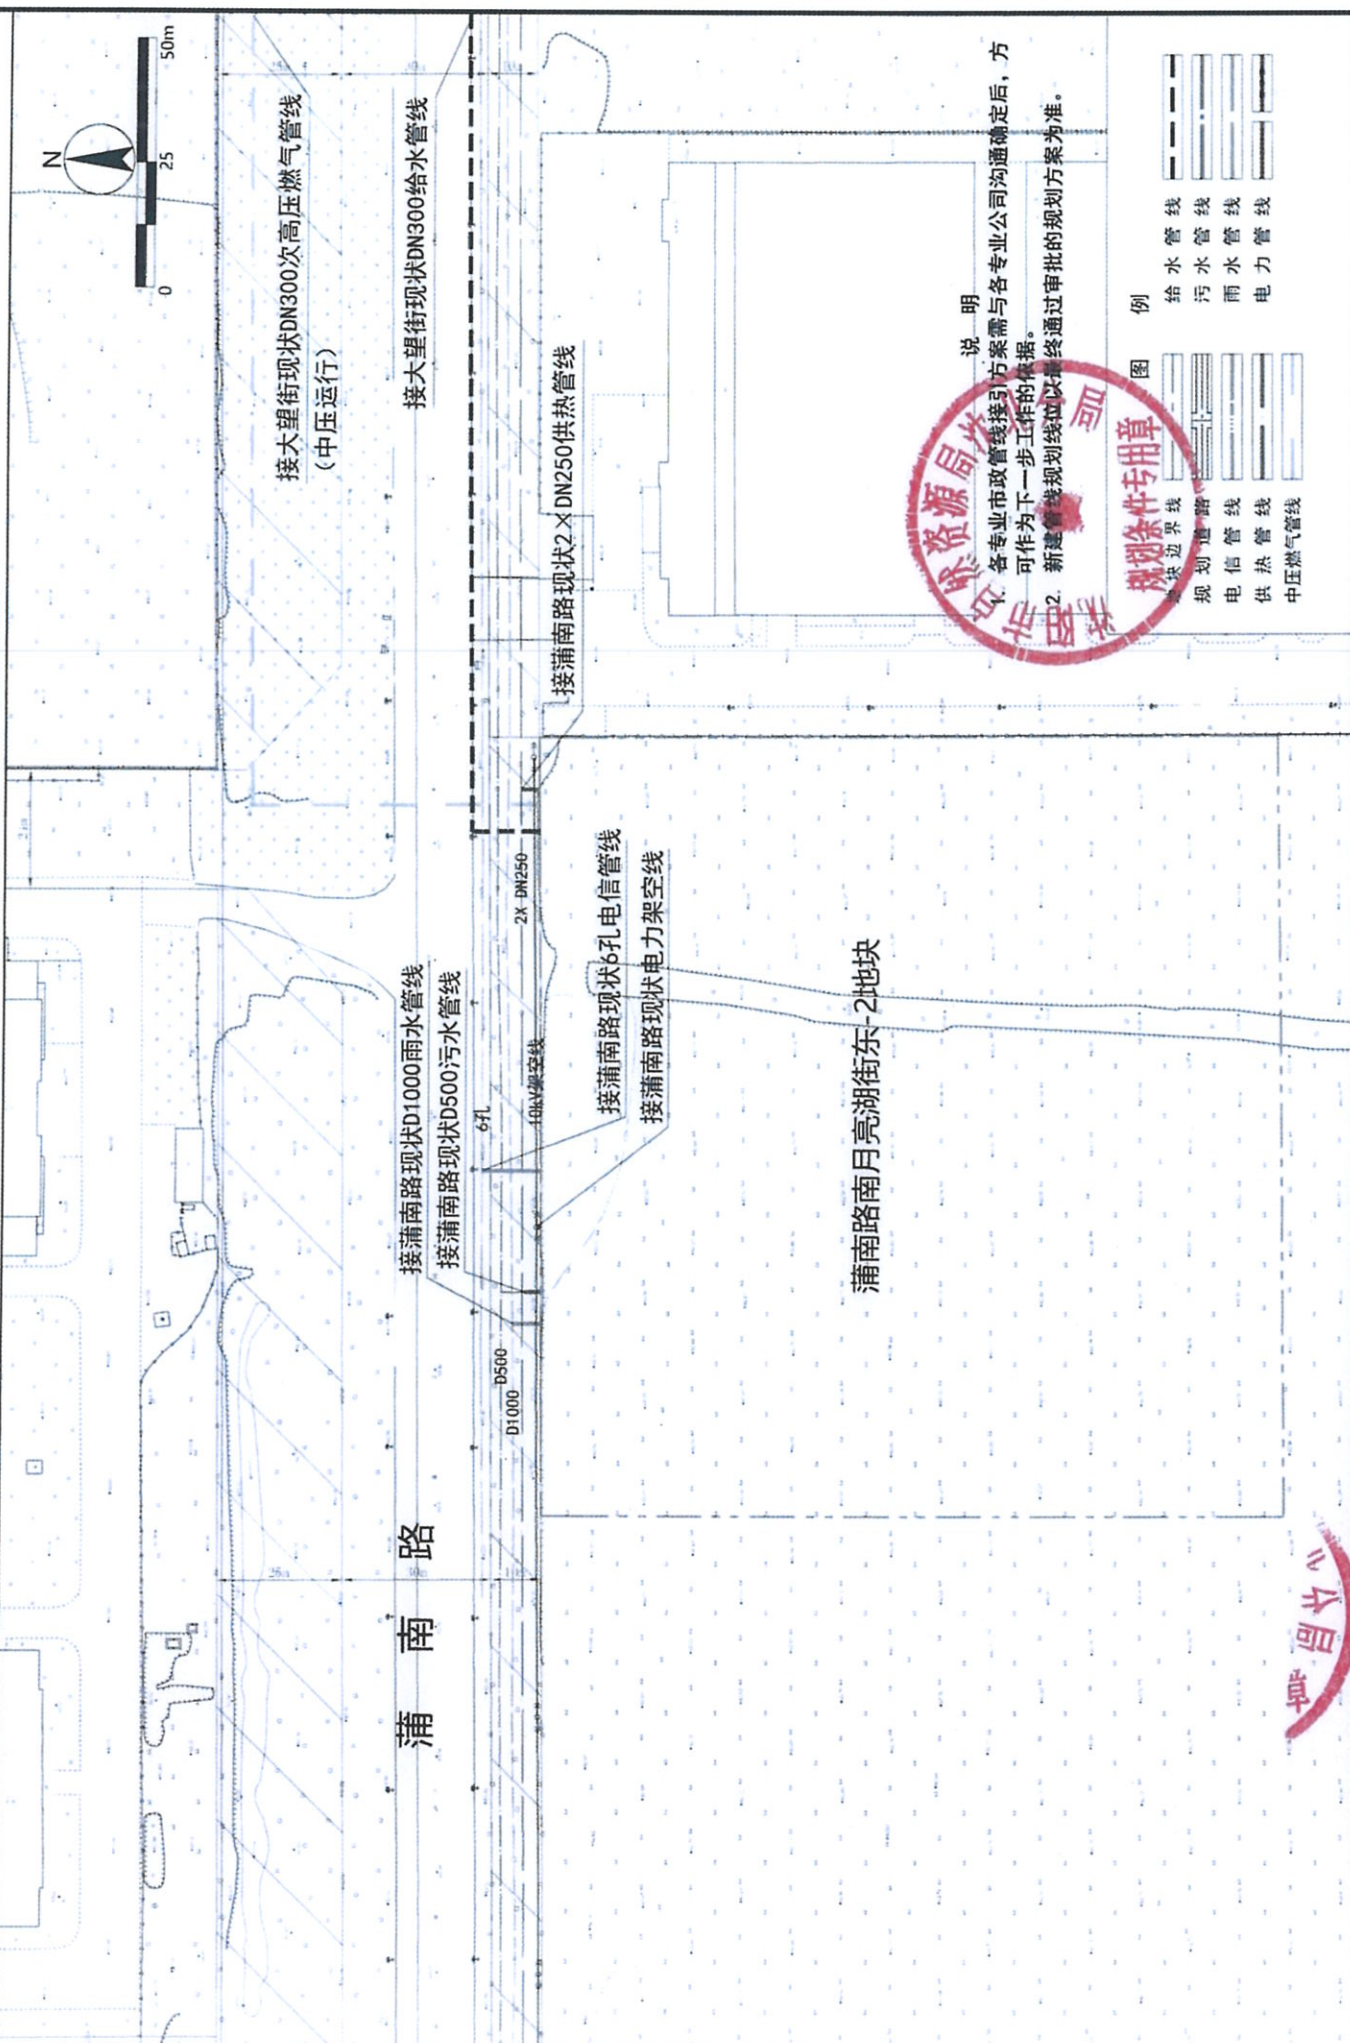 N
0
25
50m
接大望街现状DN300次高压燃气管线
（中压运行）
接大望街现状DN300给水管线
接蒲南路现状D1000雨水管线
接蒲南路现状D500污水管线
蒲南路
26m
D500
D1000
6孔
10kV架空线
2X DN250
接蒲南路现状2×DN250供热管线
接蒲南路现状6孔电信管线
接蒲南路现状电力架空线
蒲南路南月亮湖街东-2地块
说 明
1. 各专业市政管线接引方案需与各专业公司沟通确定后，方
可作为下一步工作的依据。
2. 新建管线规划线位以最终通过审批的规划方案为准。
图 例
地块边界线
给水管线
规划道路
污水管线
电信管线
雨水管线
供热管线
电力管线
中压燃气管线
资源局
规划条件专用章